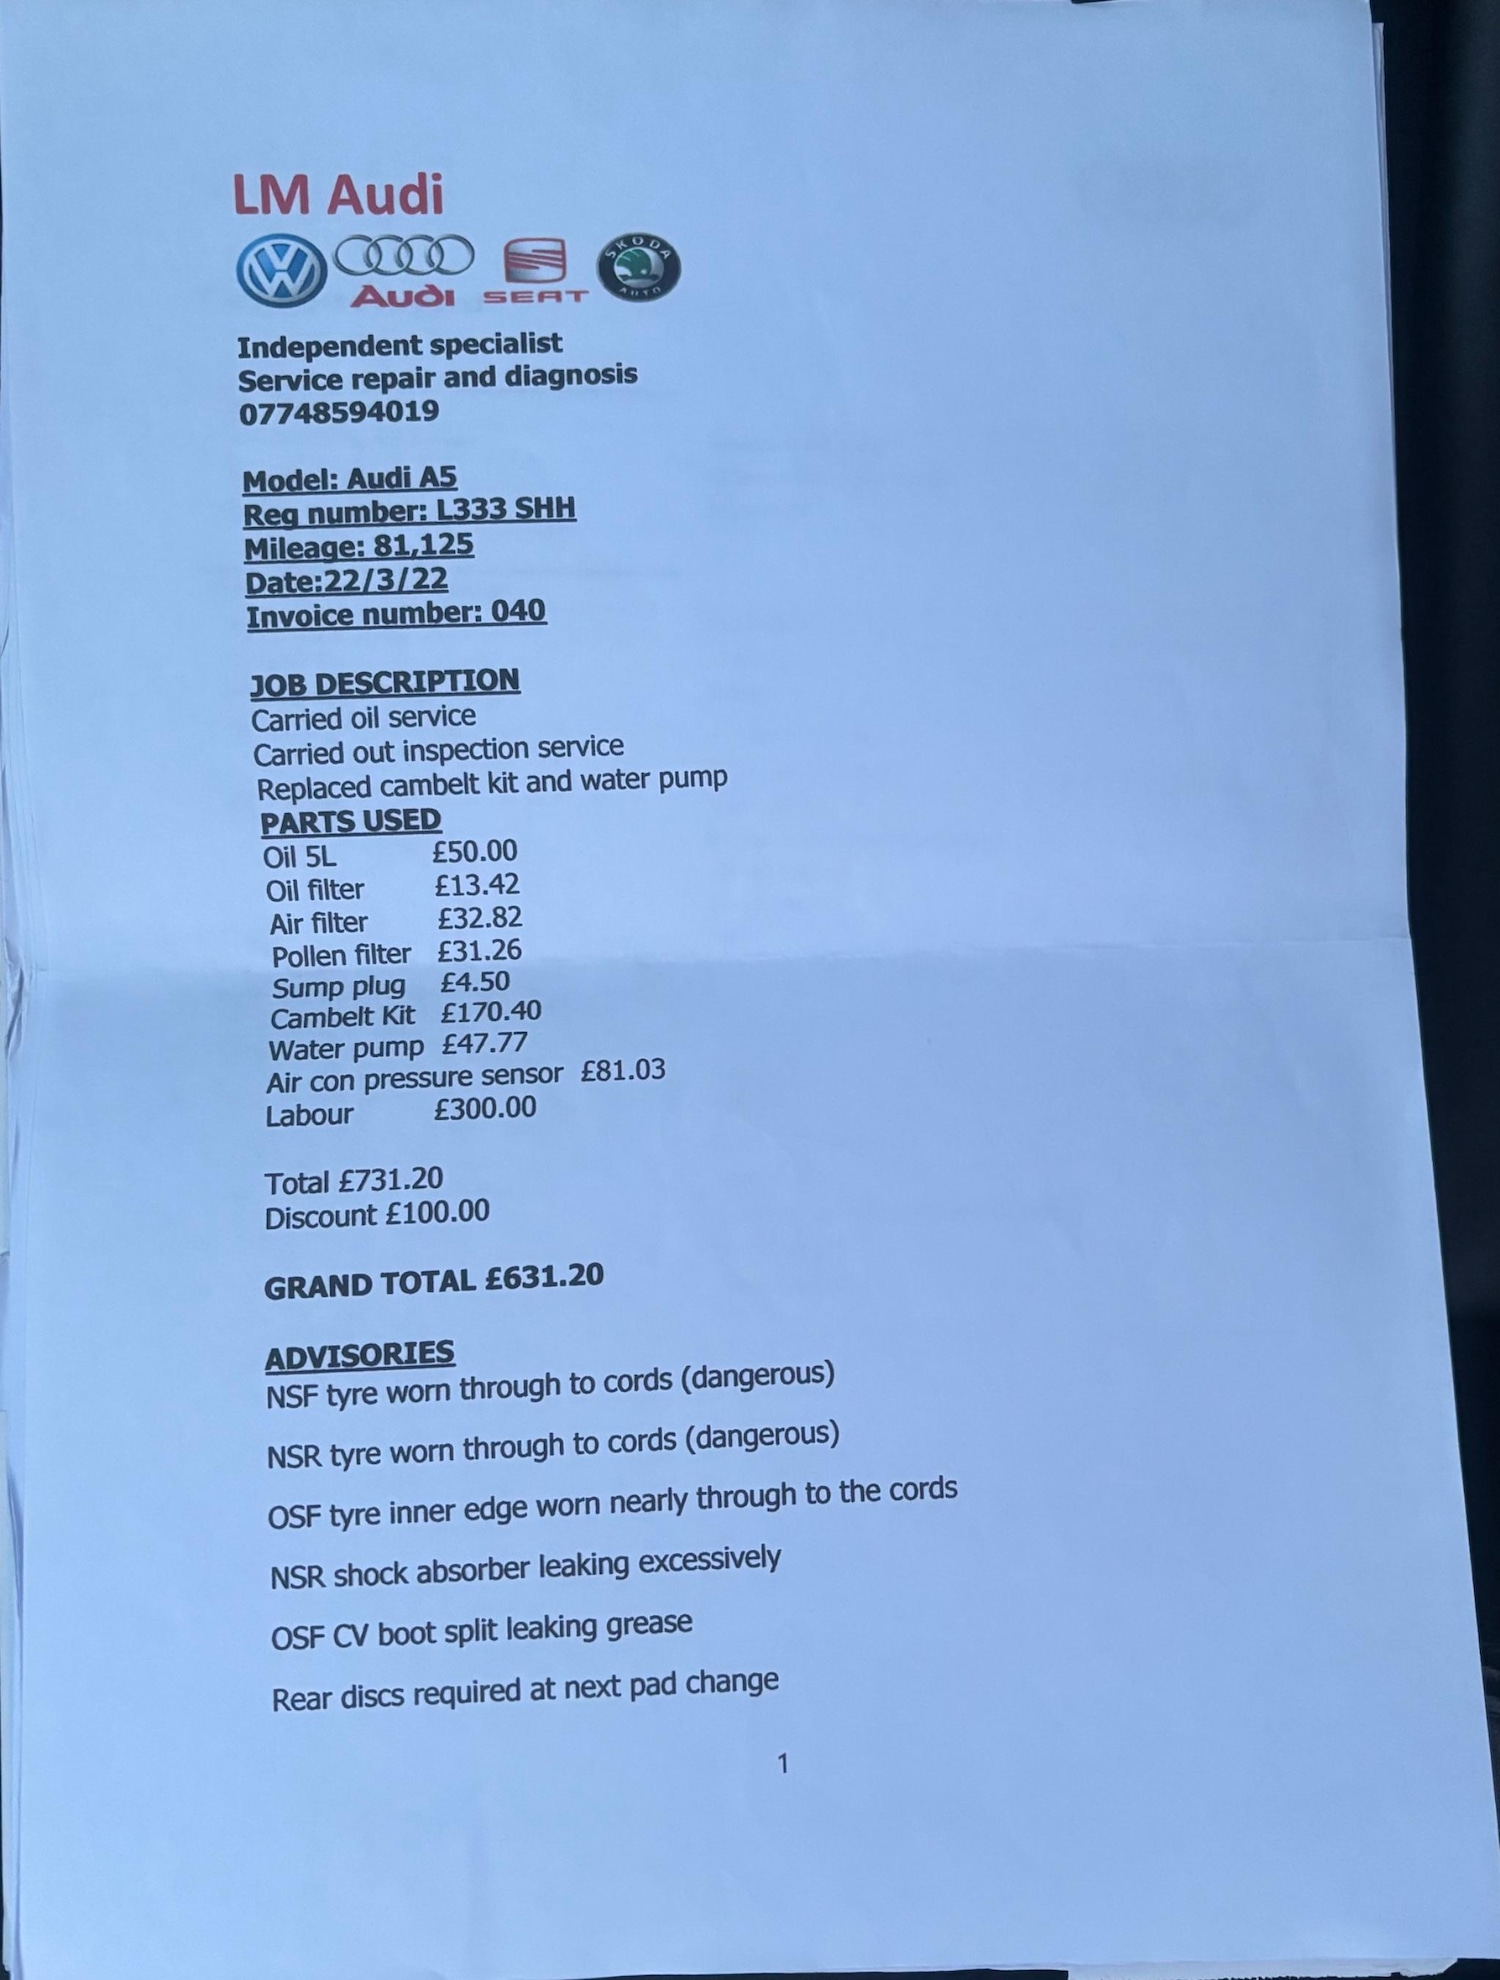 LM Audi
VW Audi SEAT SKODA AUTO
Independent specialist
Service repair and diagnosis
07748594019
Model: Audi A5
Reg number: L333 SHH
Mileage: 81,125
Date:22/3/22
Invoice number: 040
JOB DESCRIPTION
Carried oil service
Carried out inspection service
Replaced cambelt kit and water pump
PARTS USED
Oil 5L £50.00
Oil filter £13.42
Air filter £32.82
Pollen filter £31.26
Sump plug £4.50
Cambelt Kit £170.40
Water pump £47.77
Air con pressure sensor £81.03
Labour £300.00
Total £731.20
Discount £100.00
GRAND TOTAL £631.20
ADVISORIES
NSF tyre worn through to cords (dangerous)
NSR tyre worn through to cords (dangerous)
OSF tyre inner edge worn nearly through to the cords
NSR shock absorber leaking excessively
OSF CV boot split leaking grease
Rear discs required at next pad change
1